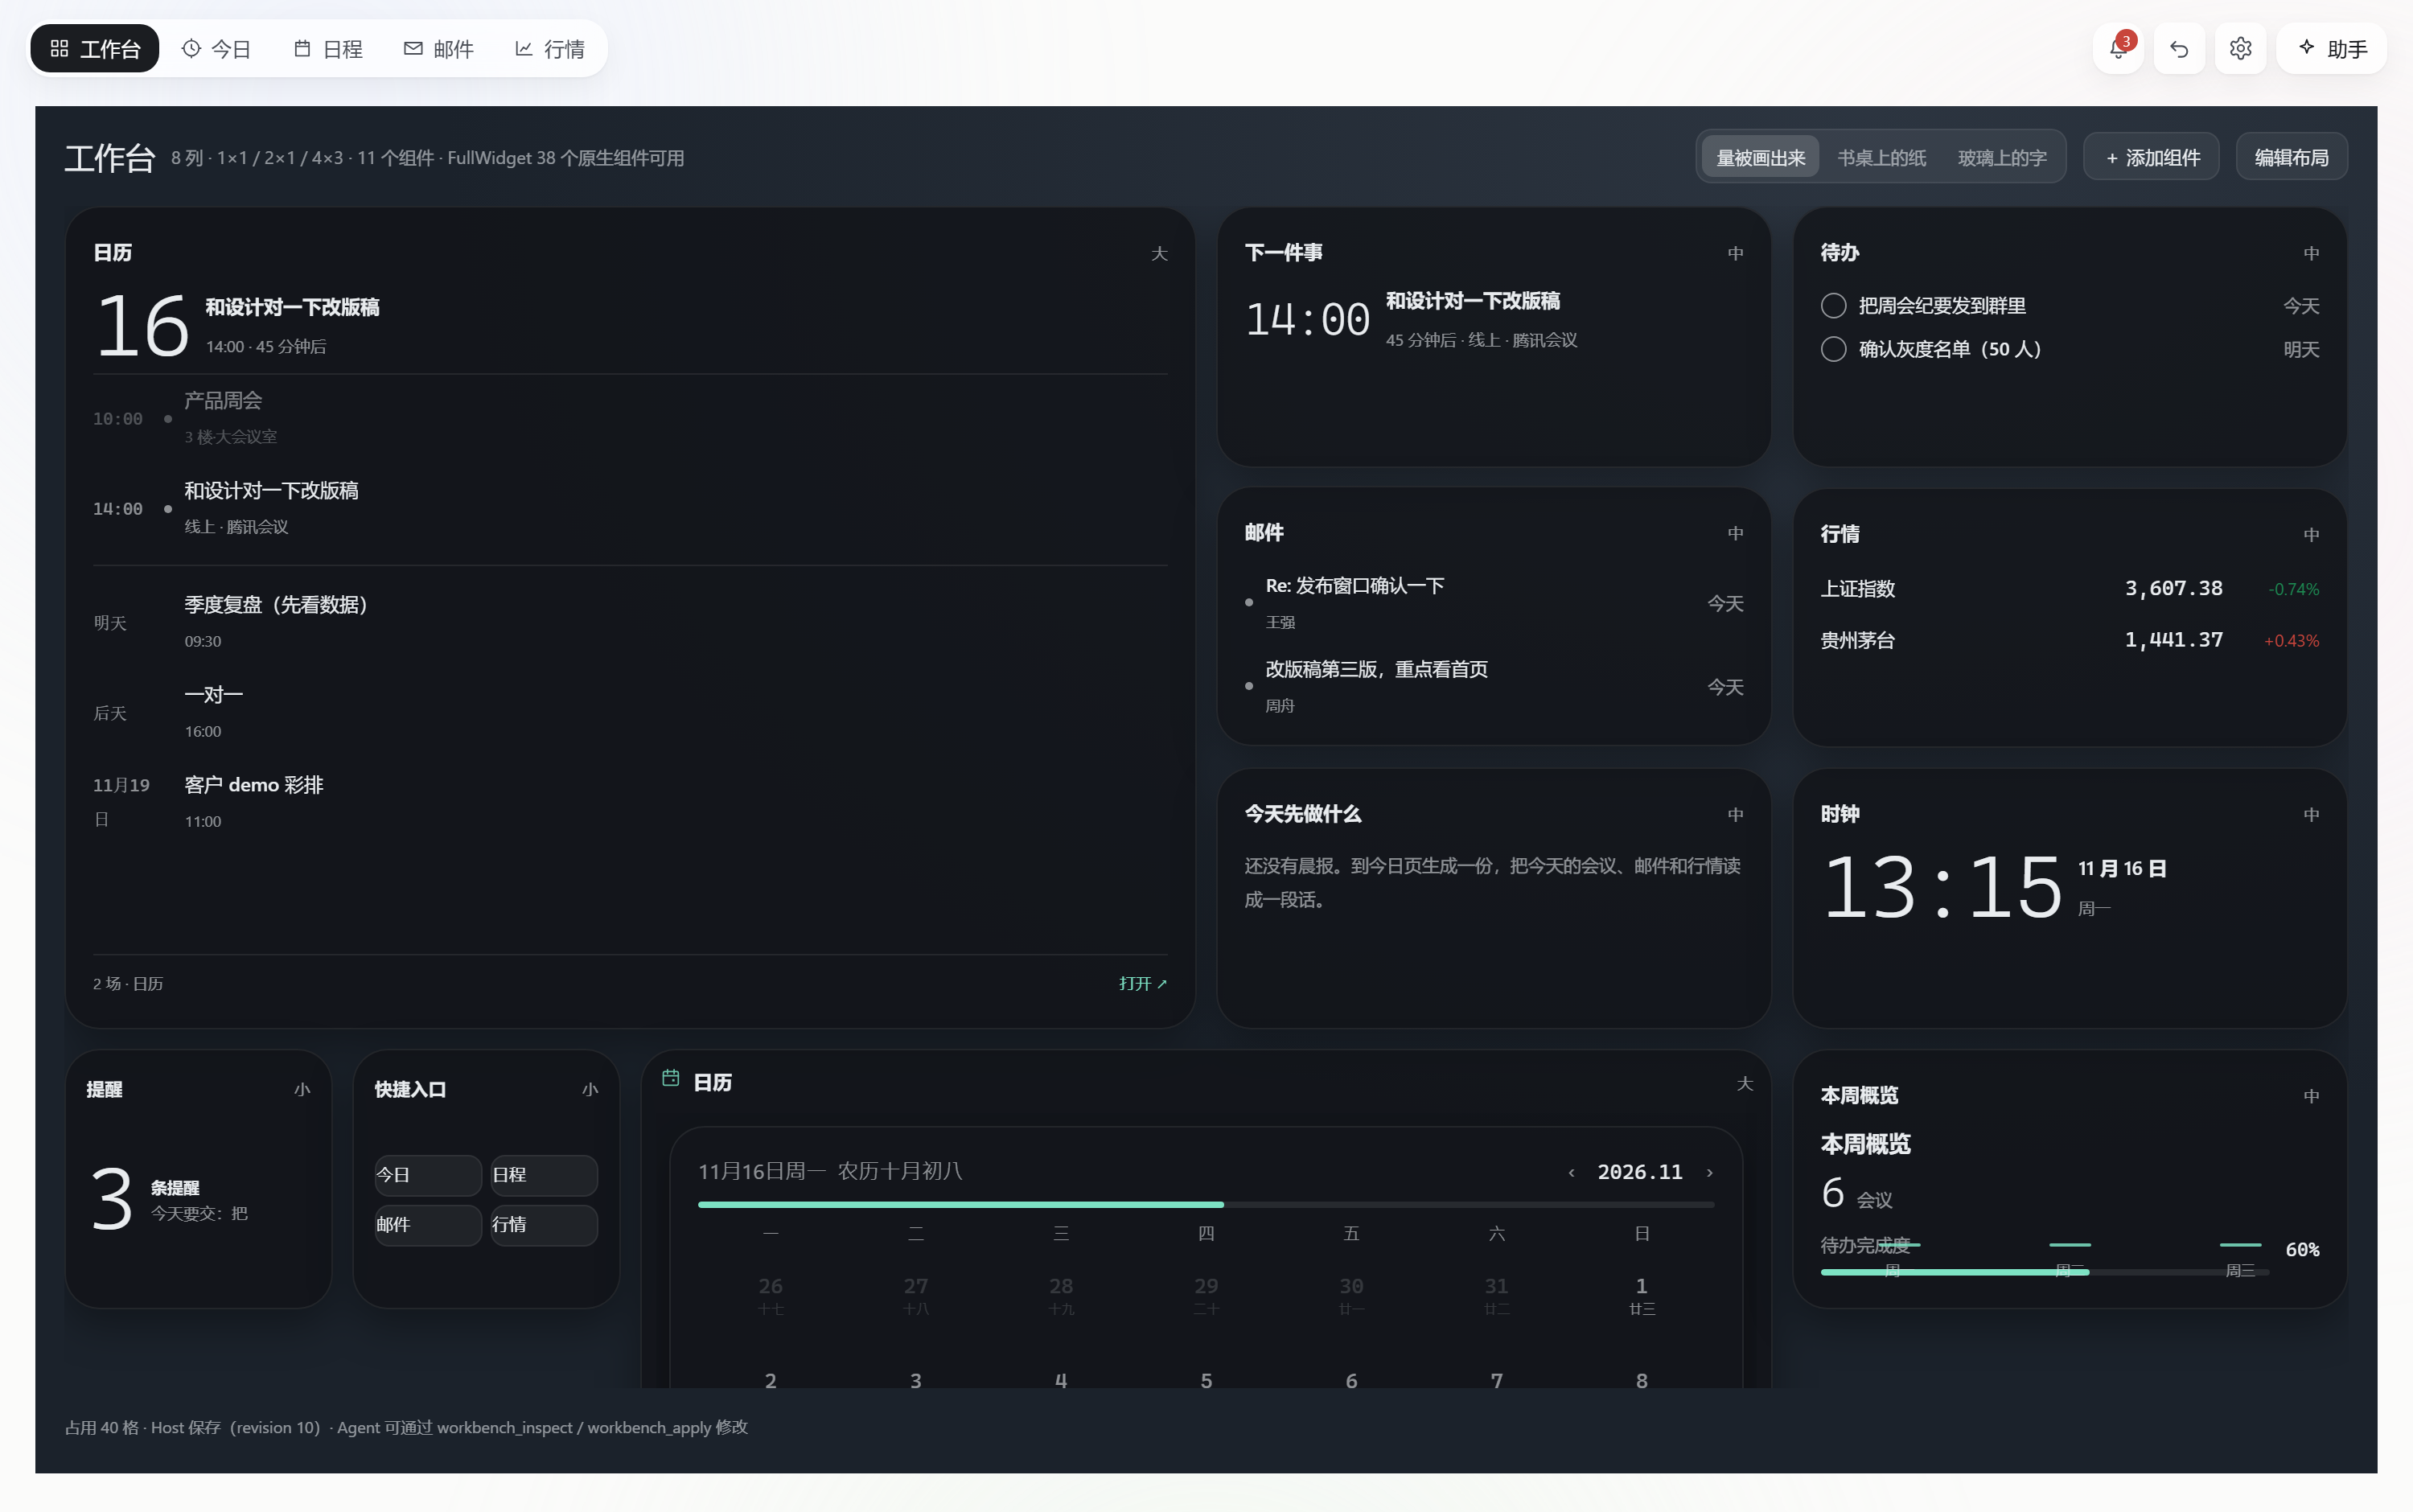 工作台
今日
日程
邮件
行情
3
助手
工作台
8 列 · 1×1 / 2×1 / 4×3 · 11 个组件 · FullWidget 38 个原生组件可用
量被画出来
书桌上的纸
玻璃上的字
+ 添加组件
编辑布局
日历
大
16
和设计对一下改版稿
14:00 · 45 分钟后
10:00
产品周会
3 楼·大会议室
14:00
和设计对一下改版稿
线上 · 腾讯会议
明天
季度复盘（先看数据）
09:30
后天
一对一
16:00
11月19
日
客户 demo 彩排
11:00
2 场 · 日历
打开 ↗
下一件事
中
14:00
和设计对一下改版稿
45 分钟后 · 线上 · 腾讯会议
待办
中
把周会纪要发到群里
今天
确认灰度名单（50 人）
明天
邮件
中
Re: 发布窗口确认一下
王强
今天
改版稿第三版，重点看首页
周舟
今天
行情
中
上证指数
3,607.38
-0.74%
贵州茅台
1,441.37
+0.43%
今天先做什么
中
还没有晨报。到今日页生成一份，把今天的会议、邮件和行情读
成一段话。
时钟
中
13:15
11 月 16 日
周一
提醒
小
3
条提醒
今天要交：把
快捷入口
小
今日
日程
邮件
行情
日历
大
11月16日周一 农历十月初八
‹ 2026.11 ›
一 二 三 四 五 六 日
26 27 28 29 30 31 1
十七 十八 十九 二十 廿一 廿二 廿三
2 3 4 5 6 7 8
本周概览
中
本周概览
6 会议
待办完成度
60%
周一 周二 周三
占用 40 格 · Host 保存（revision 10）· Agent 可通过 workbench_inspect / workbench_apply 修改